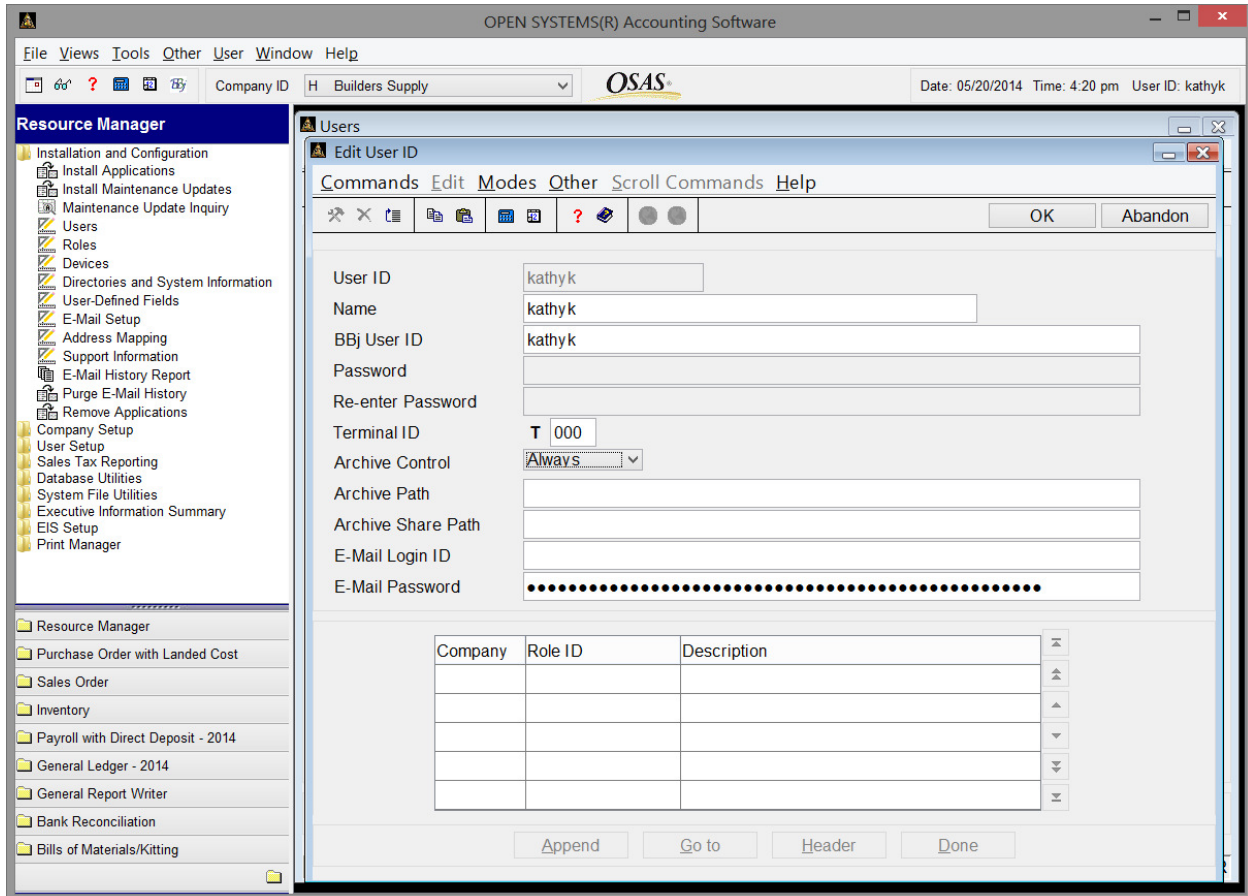 OPEN SYSTEMS(R) Accounting Software
File Views Tools Other User Window Help
Company ID H Builders Supply OSAS Date: 05/20/2014 Time: 4:20 pm User ID: kathyk
Resource Manager
Installation and Configuration
Install Applications
Install Maintenance Updates
Maintenance Update Inquiry
Users
Roles
Devices
Directories and System Information
User-Defined Fields
E-Mail Setup
Address Mapping
Support Information
E-Mail History Report
Purge E-Mail History
Remove Applications
Company Setup
User Setup
Sales Tax Reporting
Database Utilities
System File Utilities
Executive Information Summary
EIS Setup
Print Manager
Resource Manager
Purchase Order with Landed Cost
Sales Order
Inventory
Payroll with Direct Deposit - 2014
General Ledger - 2014
General Report Writer
Bank Reconciliation
Bills of Materials/Kitting
Users
Edit User ID
Commands Edit Modes Other Scroll Commands Help
OK Abandon
User ID kathyk
Name kathyk
BBj User ID kathyk
Password
Re-enter Password
Terminal ID T 000
Archive Control Always
Archive Path
Archive Share Path
E-Mail Login ID
E-Mail Password ••••••••••••••••••••••••••••••••••••••••••••••••••
Company Role ID Description
Append Go to Header Done